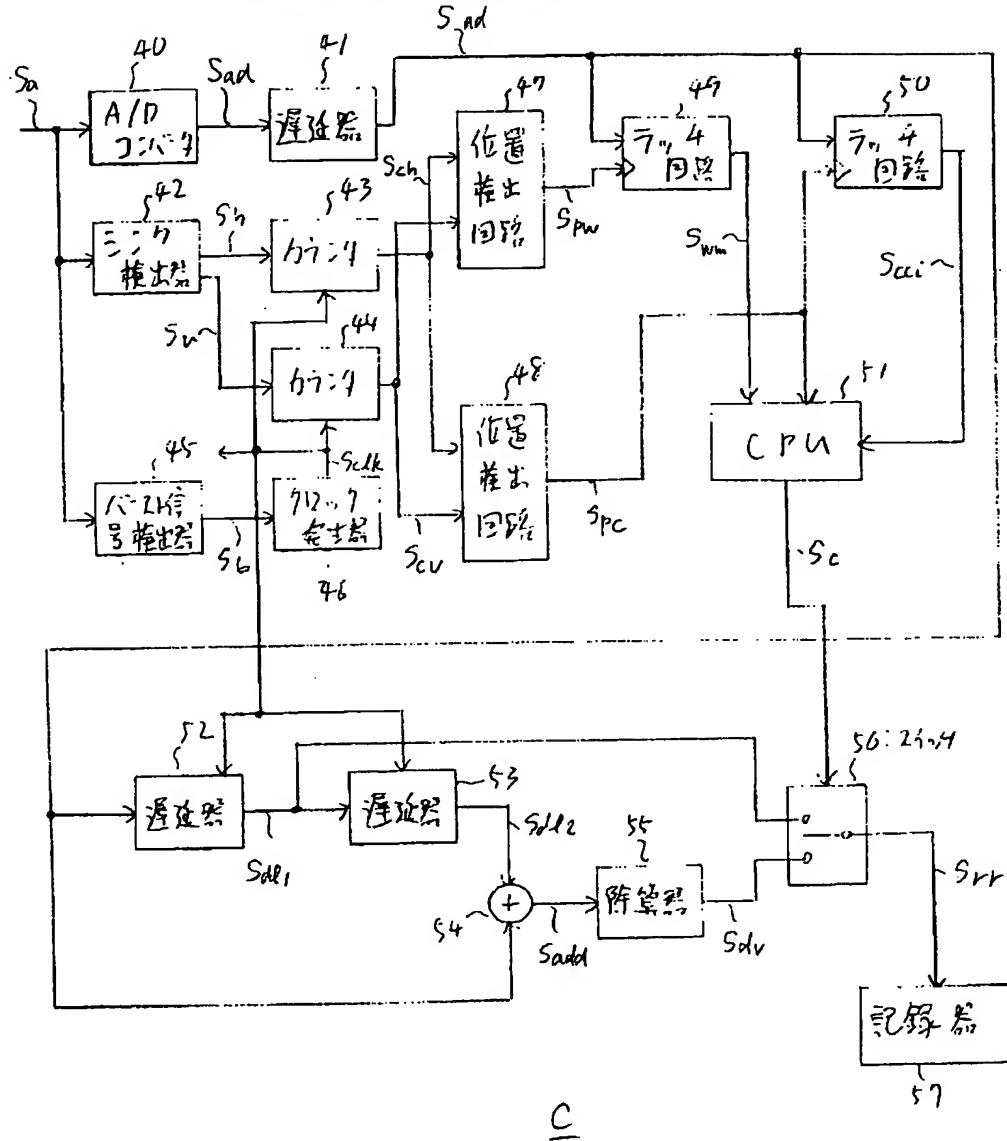 Sad
40
41
Sa
Sad
A/D
コンバータ
遅延器
47
49
50
位置
検出
回路
ラッチ
回路
ラッチ
回路
Sch
Spw
42
43
Sh
シンク
検出器
カウンタ
Swm
Scci
Sv
44
カウンタ
48
位置
検出
回路
51
CPU
45
Sclk
バースト信
号検出器
クロック
発生器
Sb
46
Scv
Spc
Sc
52
53
56:スイッチ
遅延器
遅延器
Sdl1
Sdl2
55
54
+
除算器
Sadd
Sdv
Srr
記録器
57
C